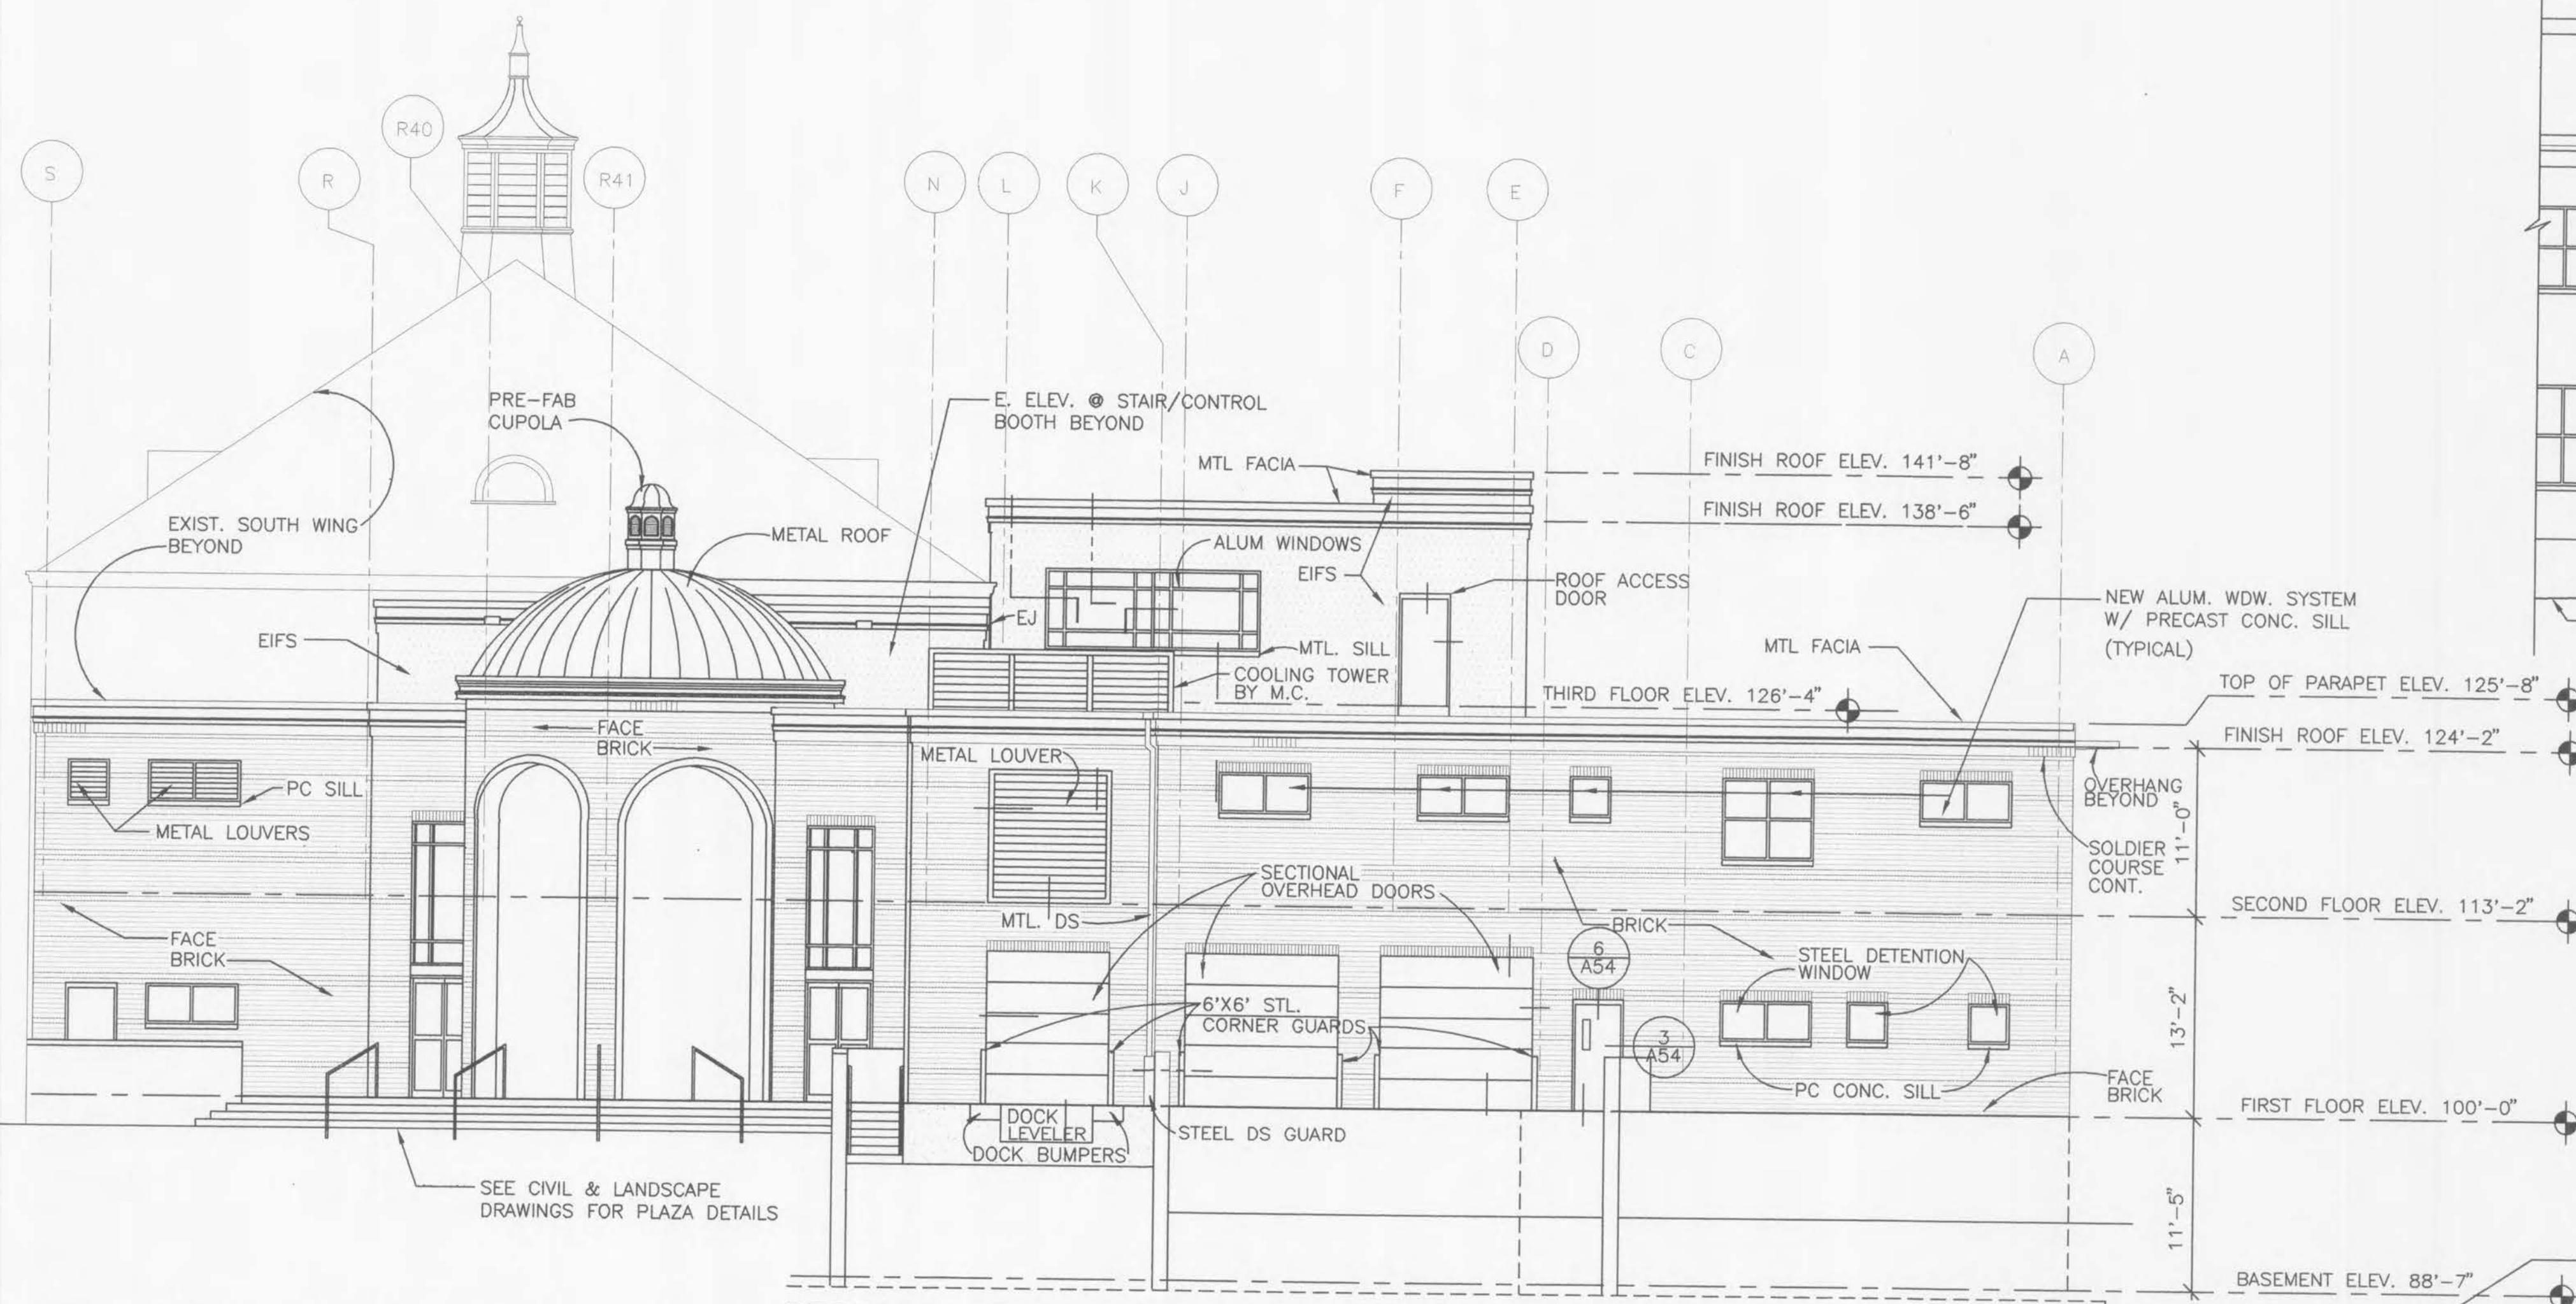 R40
S
R
R41
N
L
K
J
F
E
D
C
A
PRE-FAB
CUPOLA
E. ELEV. @ STAIR/CONTROL
BOOTH BEYOND
MTL FACIA
FINISH ROOF ELEV. 141'-8"
FINISH ROOF ELEV. 138'-6"
EXIST. SOUTH WING
BEYOND
METAL ROOF
ALUM WINDOWS
EIFS
ROOF ACCESS
DOOR
NEW ALUM. WDW. SYSTEM
W/ PRECAST CONC. SILL
(TYPICAL)
EJ
EIFS
MTL. SILL
MTL FACIA
COOLING TOWER
BY M.C.
THIRD FLOOR ELEV. 126'-4"
TOP OF PARAPET ELEV. 125'-8"
FACE
BRICK
FINISH ROOF ELEV. 124'-2"
METAL LOUVER
PC SILL
OVERHANG
BEYOND
METAL LOUVERS
11'-0"
SOLDIER
COURSE
CONT.
SECTIONAL
OVERHEAD DOORS
MTL. DS
BRICK
SECOND FLOOR ELEV. 113'-2"
FACE
BRICK
6
A54
STEEL DETENTION
WINDOW
6'X6' STL.
CORNER GUARDS
3
A54
13'-2"
PC CONC. SILL
FACE
BRICK
FIRST FLOOR ELEV. 100'-0"
DOCK
LEVELER
STEEL DS GUARD
DOCK BUMPERS
SEE CIVIL & LANDSCAPE
DRAWINGS FOR PLAZA DETAILS
11'-5"
BASEMENT ELEV. 88'-7"